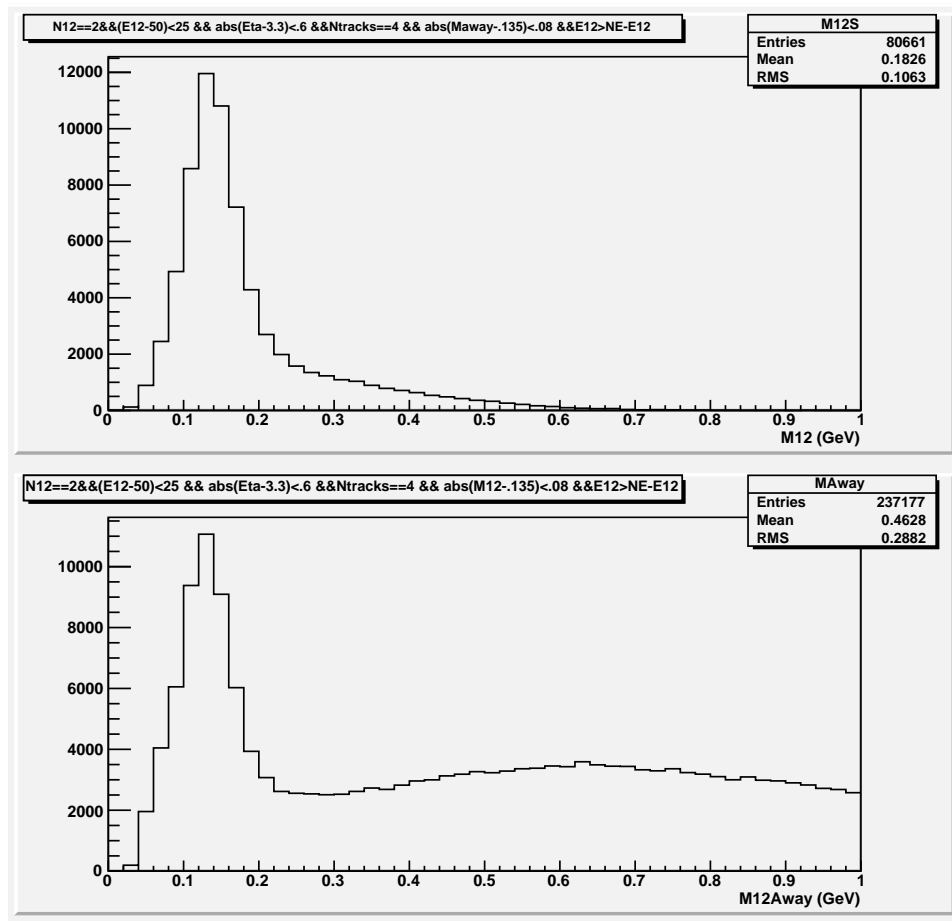 N12==2&&(E12-50)<25 && abs(Eta-3.3)<.6 &&Ntracks==4 && abs(Maway-.135)<.08 &&E12>NE-E12
M12S
Entries 80661
Mean 0.1826
RMS 0.1063
12000
10000
8000
6000
4000
2000
0
0 0.1 0.2 0.3 0.4 0.5 0.6 0.7 0.8 0.9 1
M12 (GeV)
N12==2&&(E12-50)<25 && abs(Eta-3.3)<.6 &&Ntracks==4 && abs(M12-.135)<.08 &&E12>NE-E12
MAway
Entries 237177
Mean 0.4628
RMS 0.2882
10000
8000
6000
4000
2000
0
0 0.1 0.2 0.3 0.4 0.5 0.6 0.7 0.8 0.9 1
M12Away (GeV)